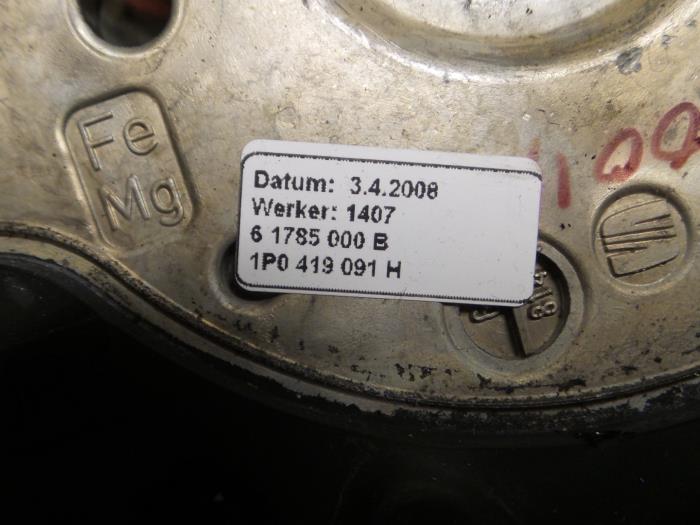 Fe
Mg
Datum: 3.4.2008
Werker: 1407
6 1785 000 B
1P0 419 091 H